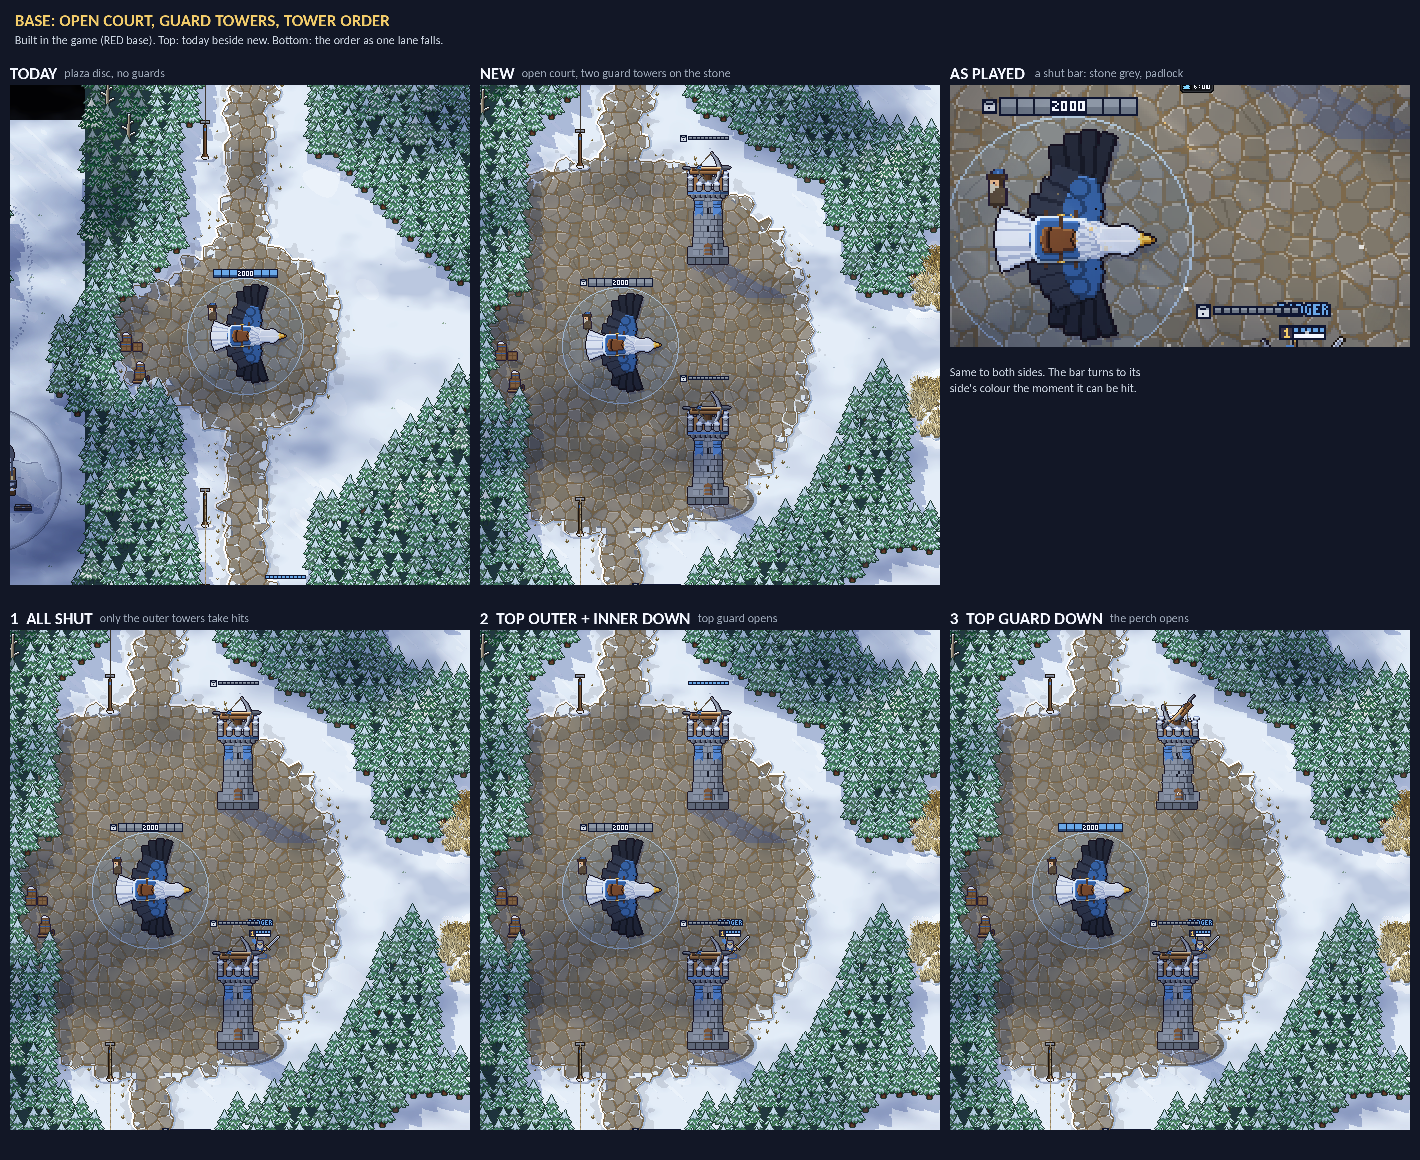 BASE: OPEN COURT, GUARD TOWERS, TOWER ORDER
Built in the game (RED base). Top: today beside new. Bottom: the order as one lane falls.
TODAY plaza disc, no guards
NEW open court, two guard towers on the stone
AS PLAYED a shut bar: stone grey, padlock
2000
2000
2000
1
Same to both sides. The bar turns to its
side's colour the moment it can be hit.
1 ALL SHUT only the outer towers take hits
2 TOP OUTER + INNER DOWN top guard opens
3 TOP GUARD DOWN the perch opens
2000
2000
2000
1
1
1